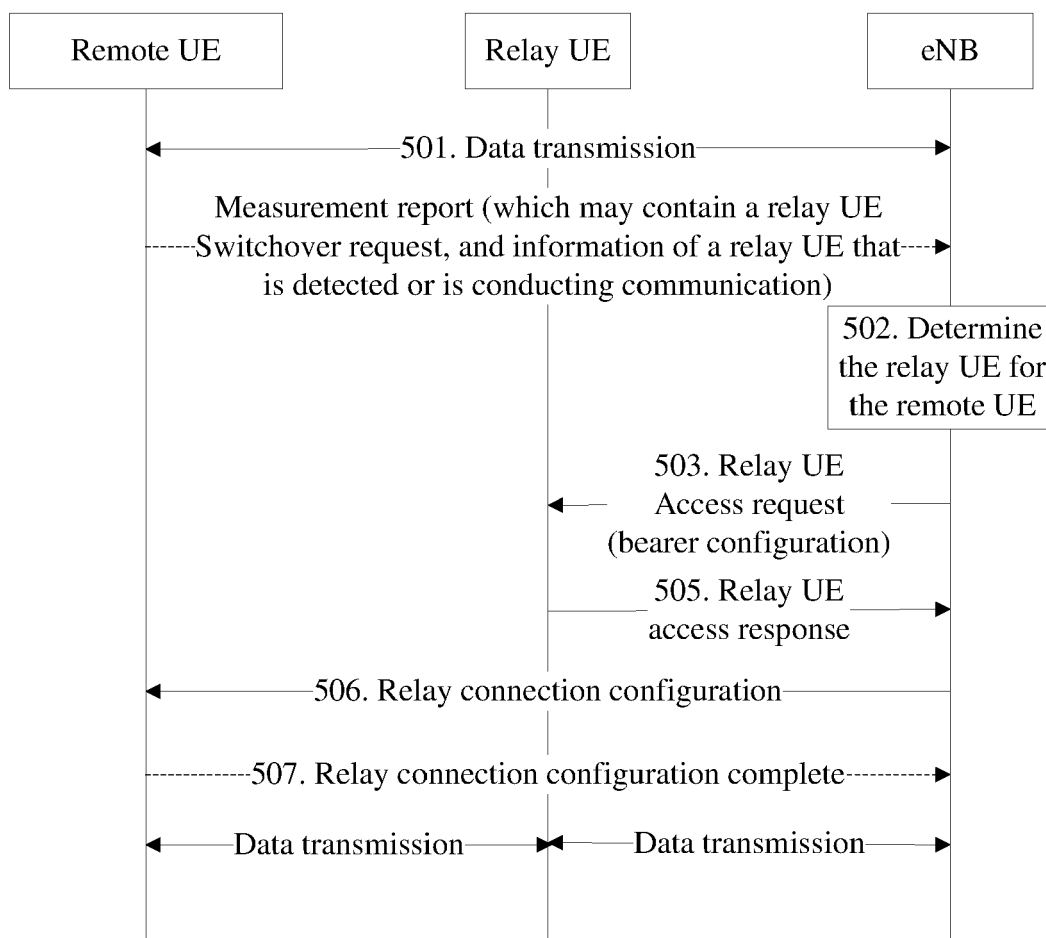 Remote UE
Relay UE
eNB
501. Data transmission
Measurement report (which may contain a relay UE
Switchover request, and information of a relay UE that
is detected or is conducting communication)
502. Determine
the relay UE for
the remote UE
503. Relay UE
Access request
(bearer configuration)
505. Relay UE
access response
506. Relay connection configuration
507. Relay connection configuration complete
Data transmission
Data transmission